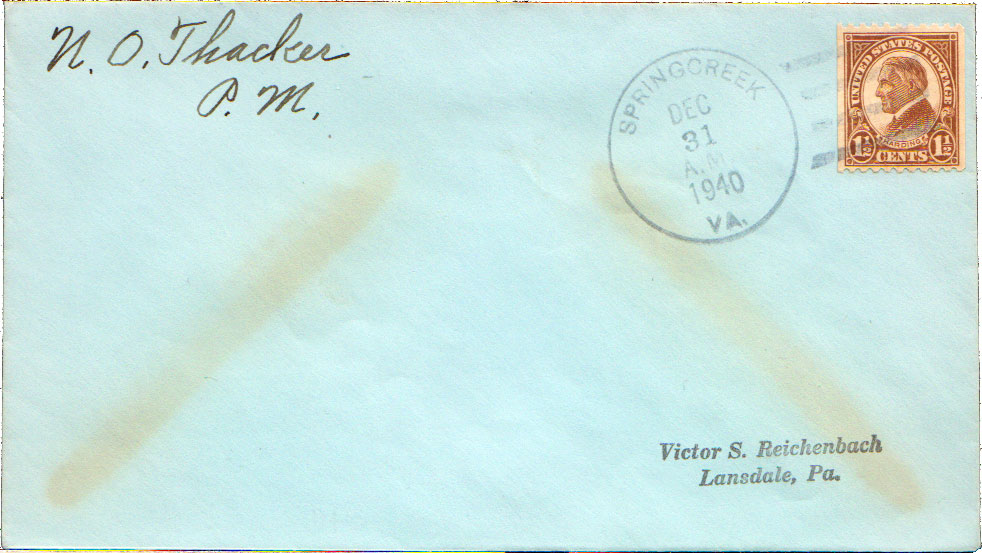 N. O. Thacker
P. M.
SPRINGCREEK
DEC
31
A.M.
1940
VA.
UNITED STATES POSTAGE
HARDING
1½ CENTS 1½
Victor S. Reichenbach
Lansdale, Pa.